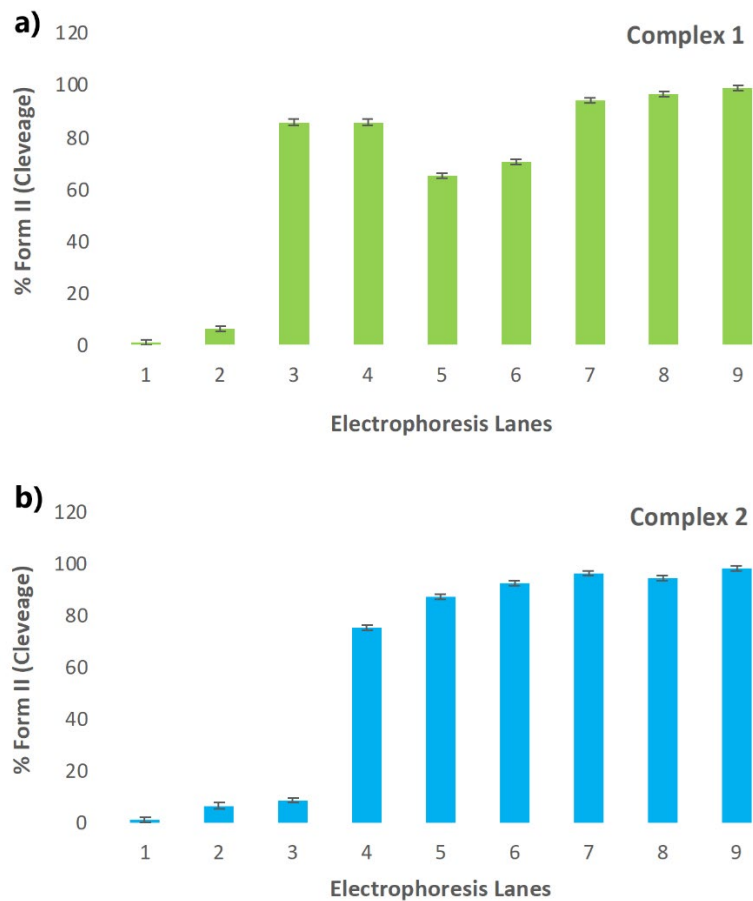 a)
Complex 1
% Form II (Cleveage)
120
100
80
60
40
20
0
1 2 3 4 5 6 7 8 9
Electrophoresis Lanes
b)
Complex 2
% Form II (Cleveage)
120
100
80
60
40
20
0
1 2 3 4 5 6 7 8 9
Electrophoresis Lanes